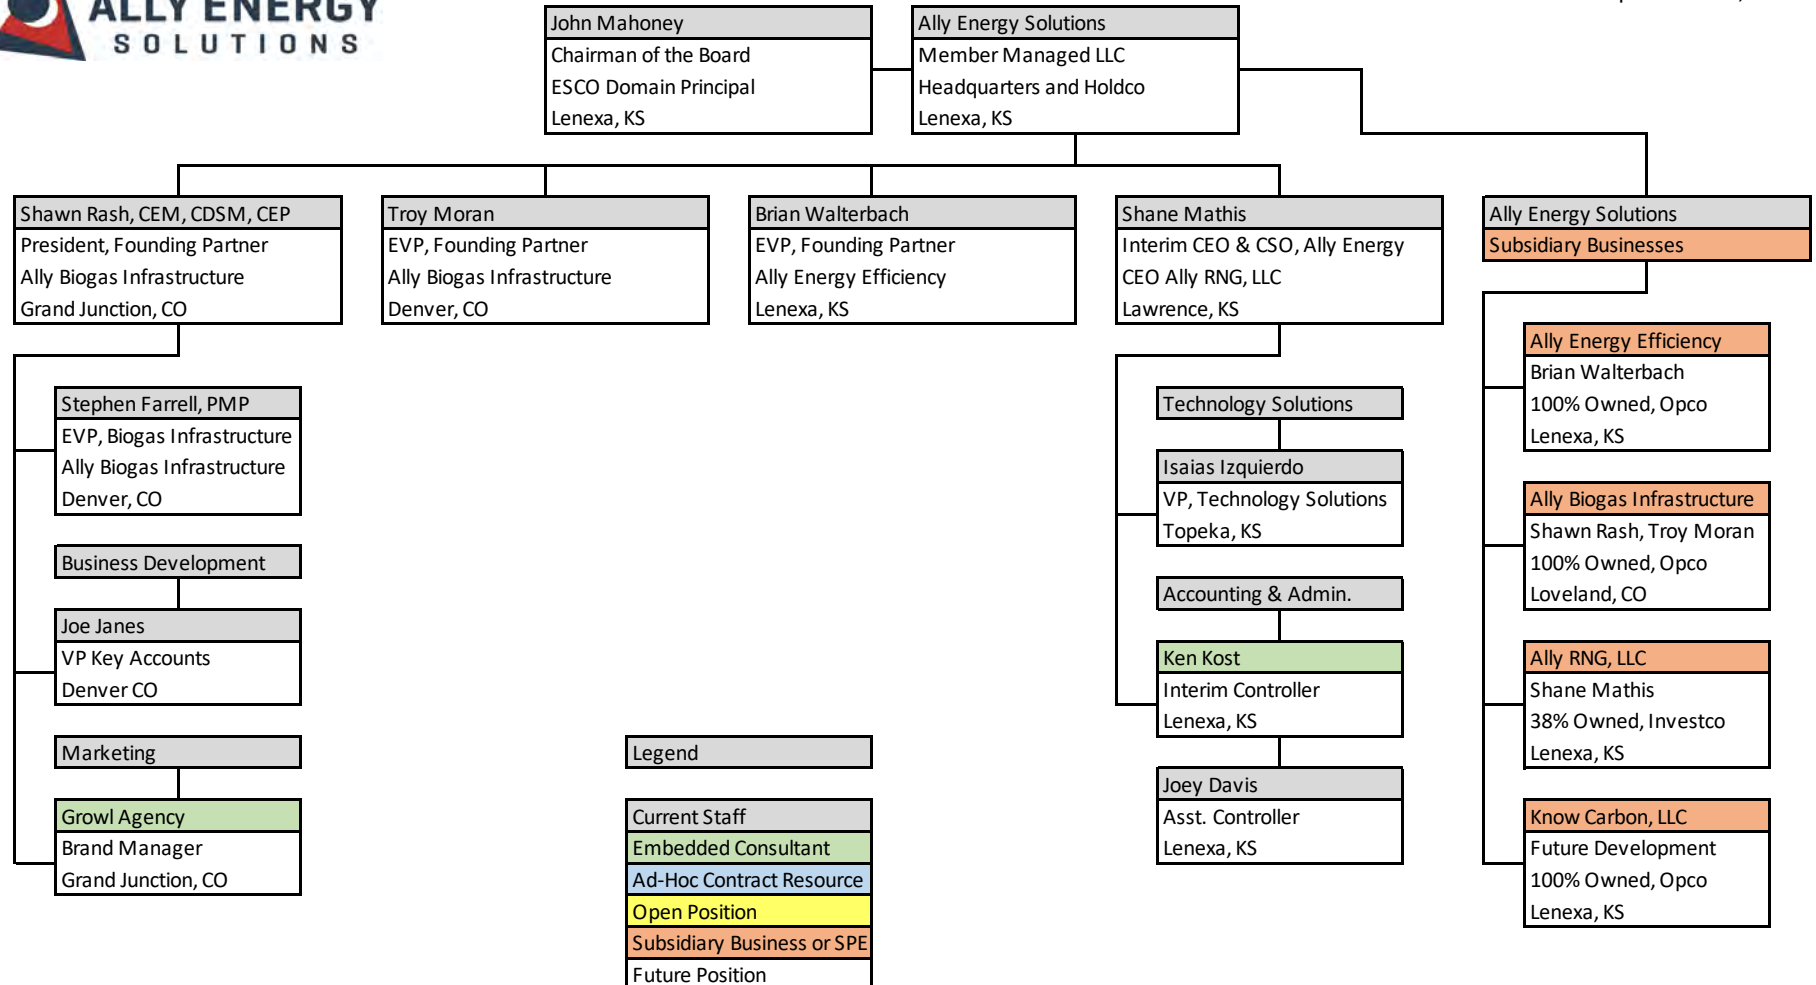 ALLY ENERGY
SOLUTIONS
John Mahoney
Chairman of the Board
ESCO Domain Principal
Lenexa, KS
Ally Energy Solutions
Member Managed LLC
Headquarters and Holdco
Lenexa, KS
Shawn Rash, CEM, CDSM, CEP
President, Founding Partner
Ally Biogas Infrastructure
Grand Junction, CO
Troy Moran
EVP, Founding Partner
Ally Biogas Infrastructure
Denver, CO
Brian Walterbach
EVP, Founding Partner
Ally Energy Efficiency
Lenexa, KS
Shane Mathis
Interim CEO & CSO, Ally Energy
CEO Ally RNG, LLC
Lawrence, KS
Ally Energy Solutions
Subsidiary Businesses
Stephen Farrell, PMP
EVP, Biogas Infrastructure
Ally Biogas Infrastructure
Denver, CO
Business Development
Joe Janes
VP Key Accounts
Denver CO
Marketing
Growl Agency
Brand Manager
Grand Junction, CO
Legend
Current Staff
Embedded Consultant
Ad-Hoc Contract Resource
Open Position
Subsidiary Business or SPE
Future Position
Technology Solutions
Isaias Izquierdo
VP, Technology Solutions
Topeka, KS
Accounting & Admin.
Ken Kost
Interim Controller
Lenexa, KS
Joey Davis
Asst. Controller
Lenexa, KS
Ally Energy Efficiency
Brian Walterbach
100% Owned, Opco
Lenexa, KS
Ally Biogas Infrastructure
Shawn Rash, Troy Moran
100% Owned, Opco
Loveland, CO
Ally RNG, LLC
Shane Mathis
38% Owned, Investco
Lenexa, KS
Know Carbon, LLC
Future Development
100% Owned, Opco
Lenexa, KS